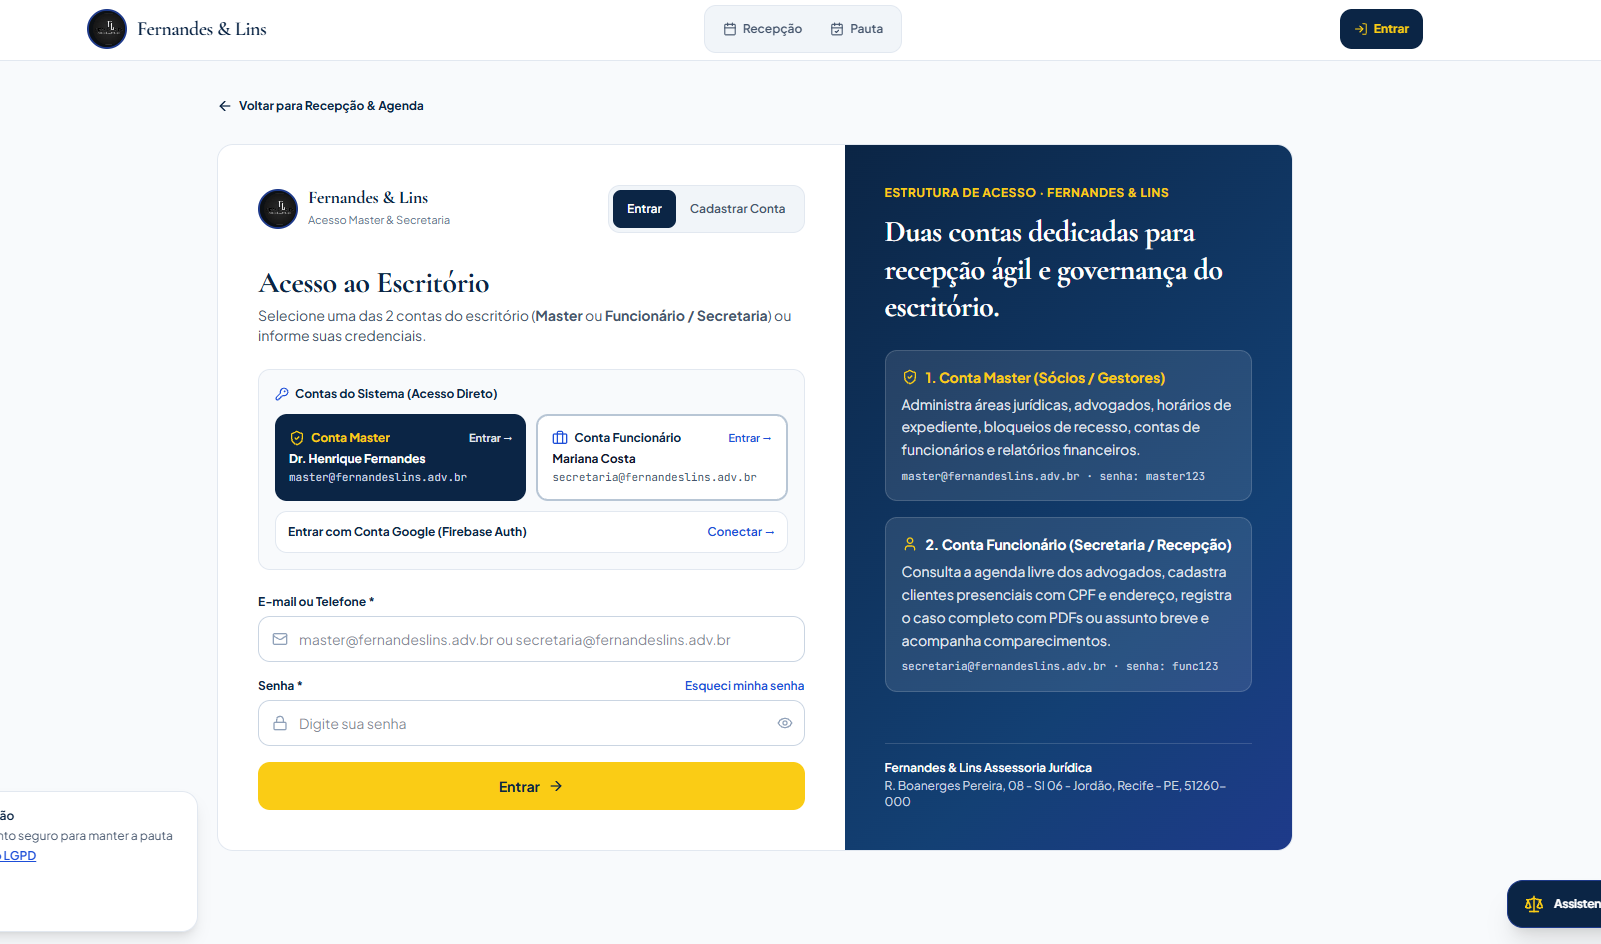 Fernandes & Lins
Recepção
Pauta
Entrar
Voltar para Recepção & Agenda
Fernandes & Lins
Acesso Master & Secretaria
Entrar
Cadastrar Conta
Acesso ao Escritório
Selecione uma das 2 contas do escritório (Master ou Funcionário / Secretaria) ou
informe suas credenciais.
Contas do Sistema (Acesso Direto)
Conta Master
Entrar →
Dr. Henrique Fernandes
master@fernandeslins.adv.br
Conta Funcionário
Entrar →
Mariana Costa
secretaria@fernandeslins.adv.br
Entrar com Conta Google (Firebase Auth)
Conectar →
E-mail ou Telefone *
master@fernandeslins.adv.br ou secretaria@fernandeslins.adv.br
Senha *
Esqueci minha senha
Digite sua senha
Entrar →
ESTRUTURA DE ACESSO · FERNANDES & LINS
Duas contas dedicadas para
recepção ágil e governança do
escritório.
1. Conta Master (Sócios / Gestores)
Administra áreas jurídicas, advogados, horários de
expediente, bloqueios de recesso, contas de
funcionários e relatórios financeiros.
master@fernandeslins.adv.br · senha: master123
2. Conta Funcionário (Secretaria / Recepção)
Consulta a agenda livre dos advogados, cadastra
clientes presenciais com CPF e endereço, registra
o caso completo com PDFs ou assunto breve e
acompanha comparecimentos.
secretaria@fernandeslins.adv.br · senha: func123
Fernandes & Lins Assessoria Jurídica
R. Boanerges Pereira, 08 - Sl 06 - Jordão, Recife - PE, 51260-
000
ão
nto seguro para manter a pauta
LGPD
Assisten